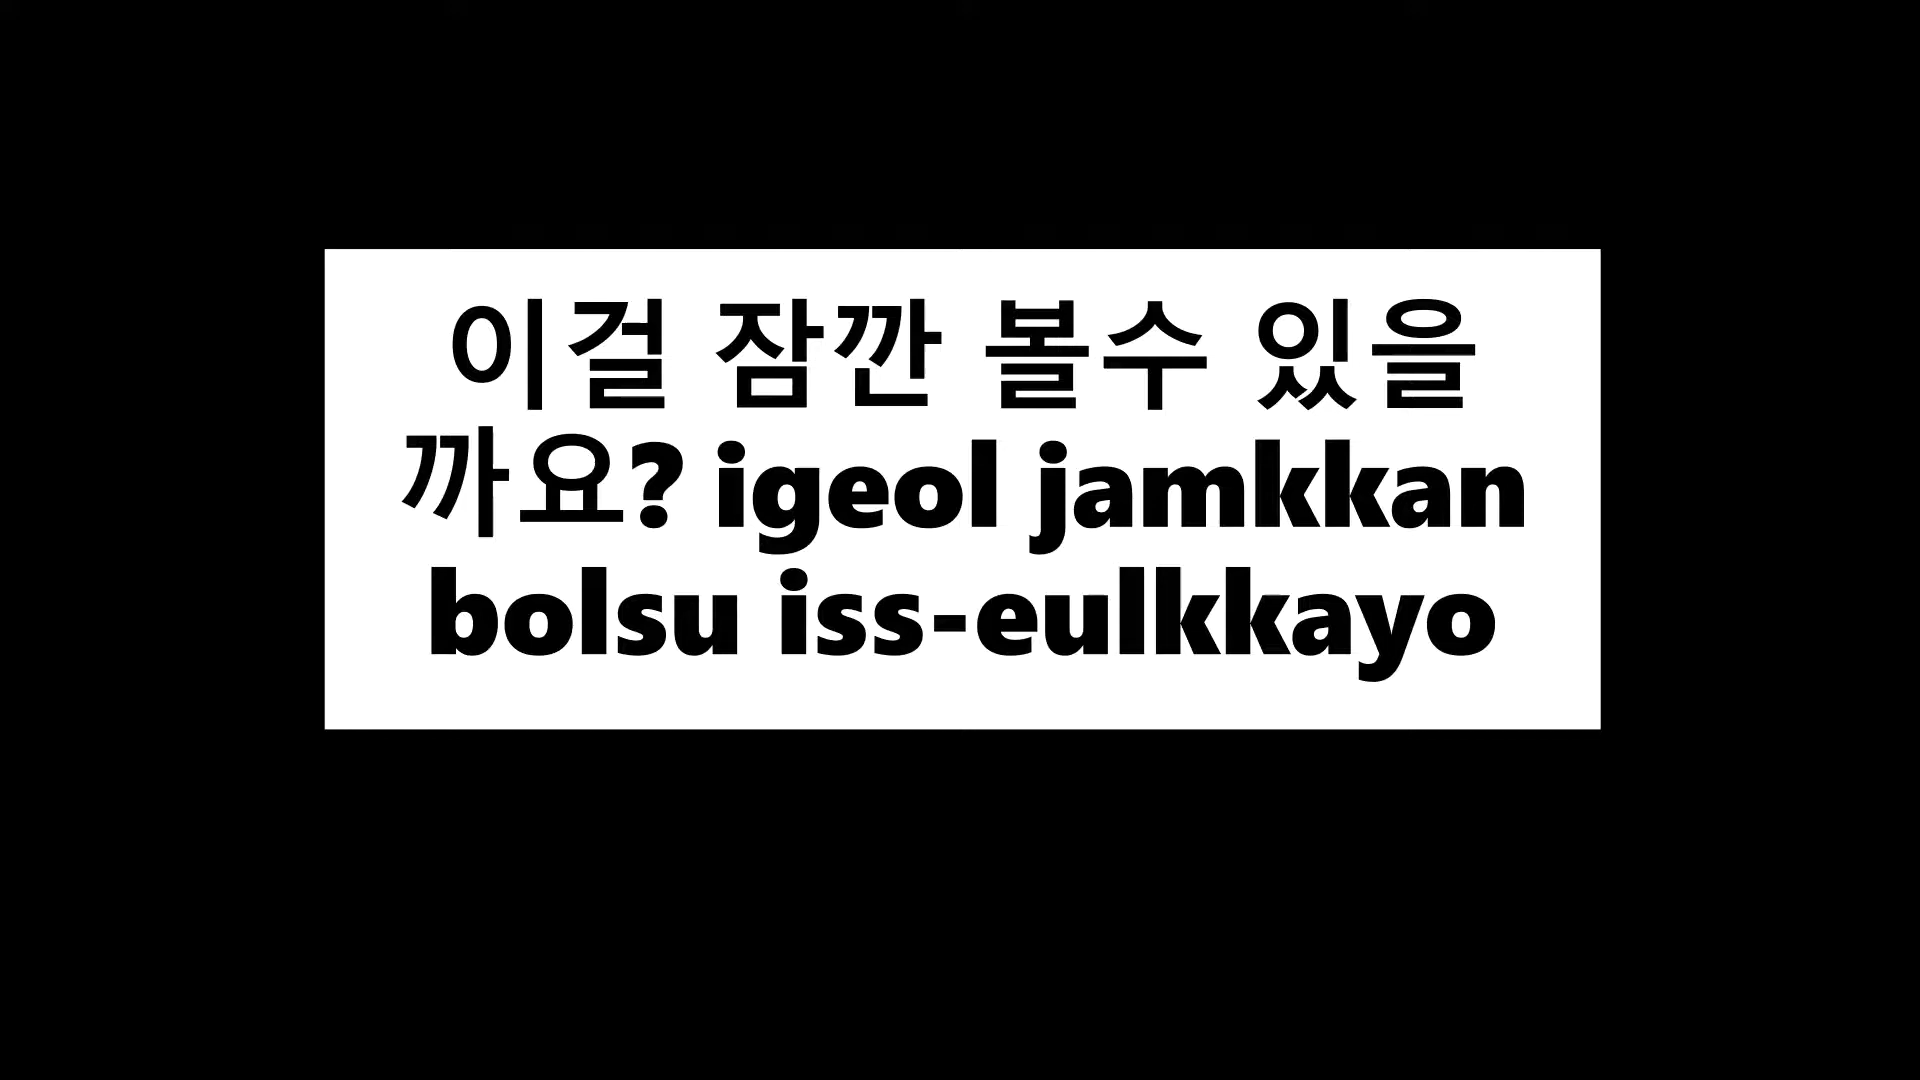 이걸 잠깐 볼수 있을
까요? igeol jamkkan
bolsu iss-eulkkayo